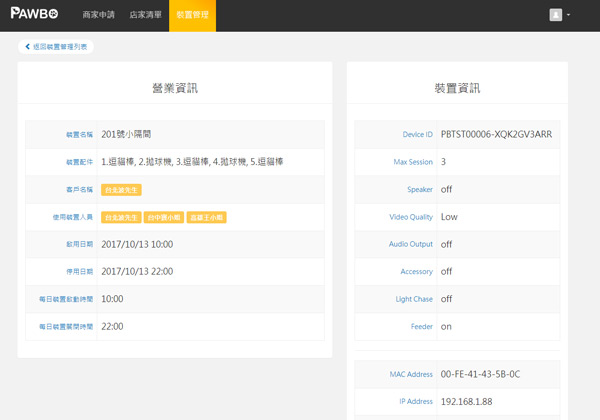 PAWBO 商家申請 店家清單 裝置管理
返回裝置管理列表
營業資訊
裝置名稱 201號小隔間
裝置配件 1.逗貓棒, 2.拋球機, 3.逗貓棒, 4.拋球機, 5.逗貓棒
客戶名稱 台北波先生
使用裝置人員 台北波先生 台中 小姐 高雄王小姐
啟用日期 2017/10/13 10:00
停用日期 2017/10/13 22:00
每日裝置啟動時間 10:00
每日裝置關閉時間 22:00
裝置資訊
Device ID PBTST00006-XQK2GV3ARR
Max Session 3
Speaker off
Video Quality Low
Audio Output off
Accessory off
Light Chase off
Feeder on
MAC Address 00-FE-41-43-5B-0C
IP Address 192.168.1.88